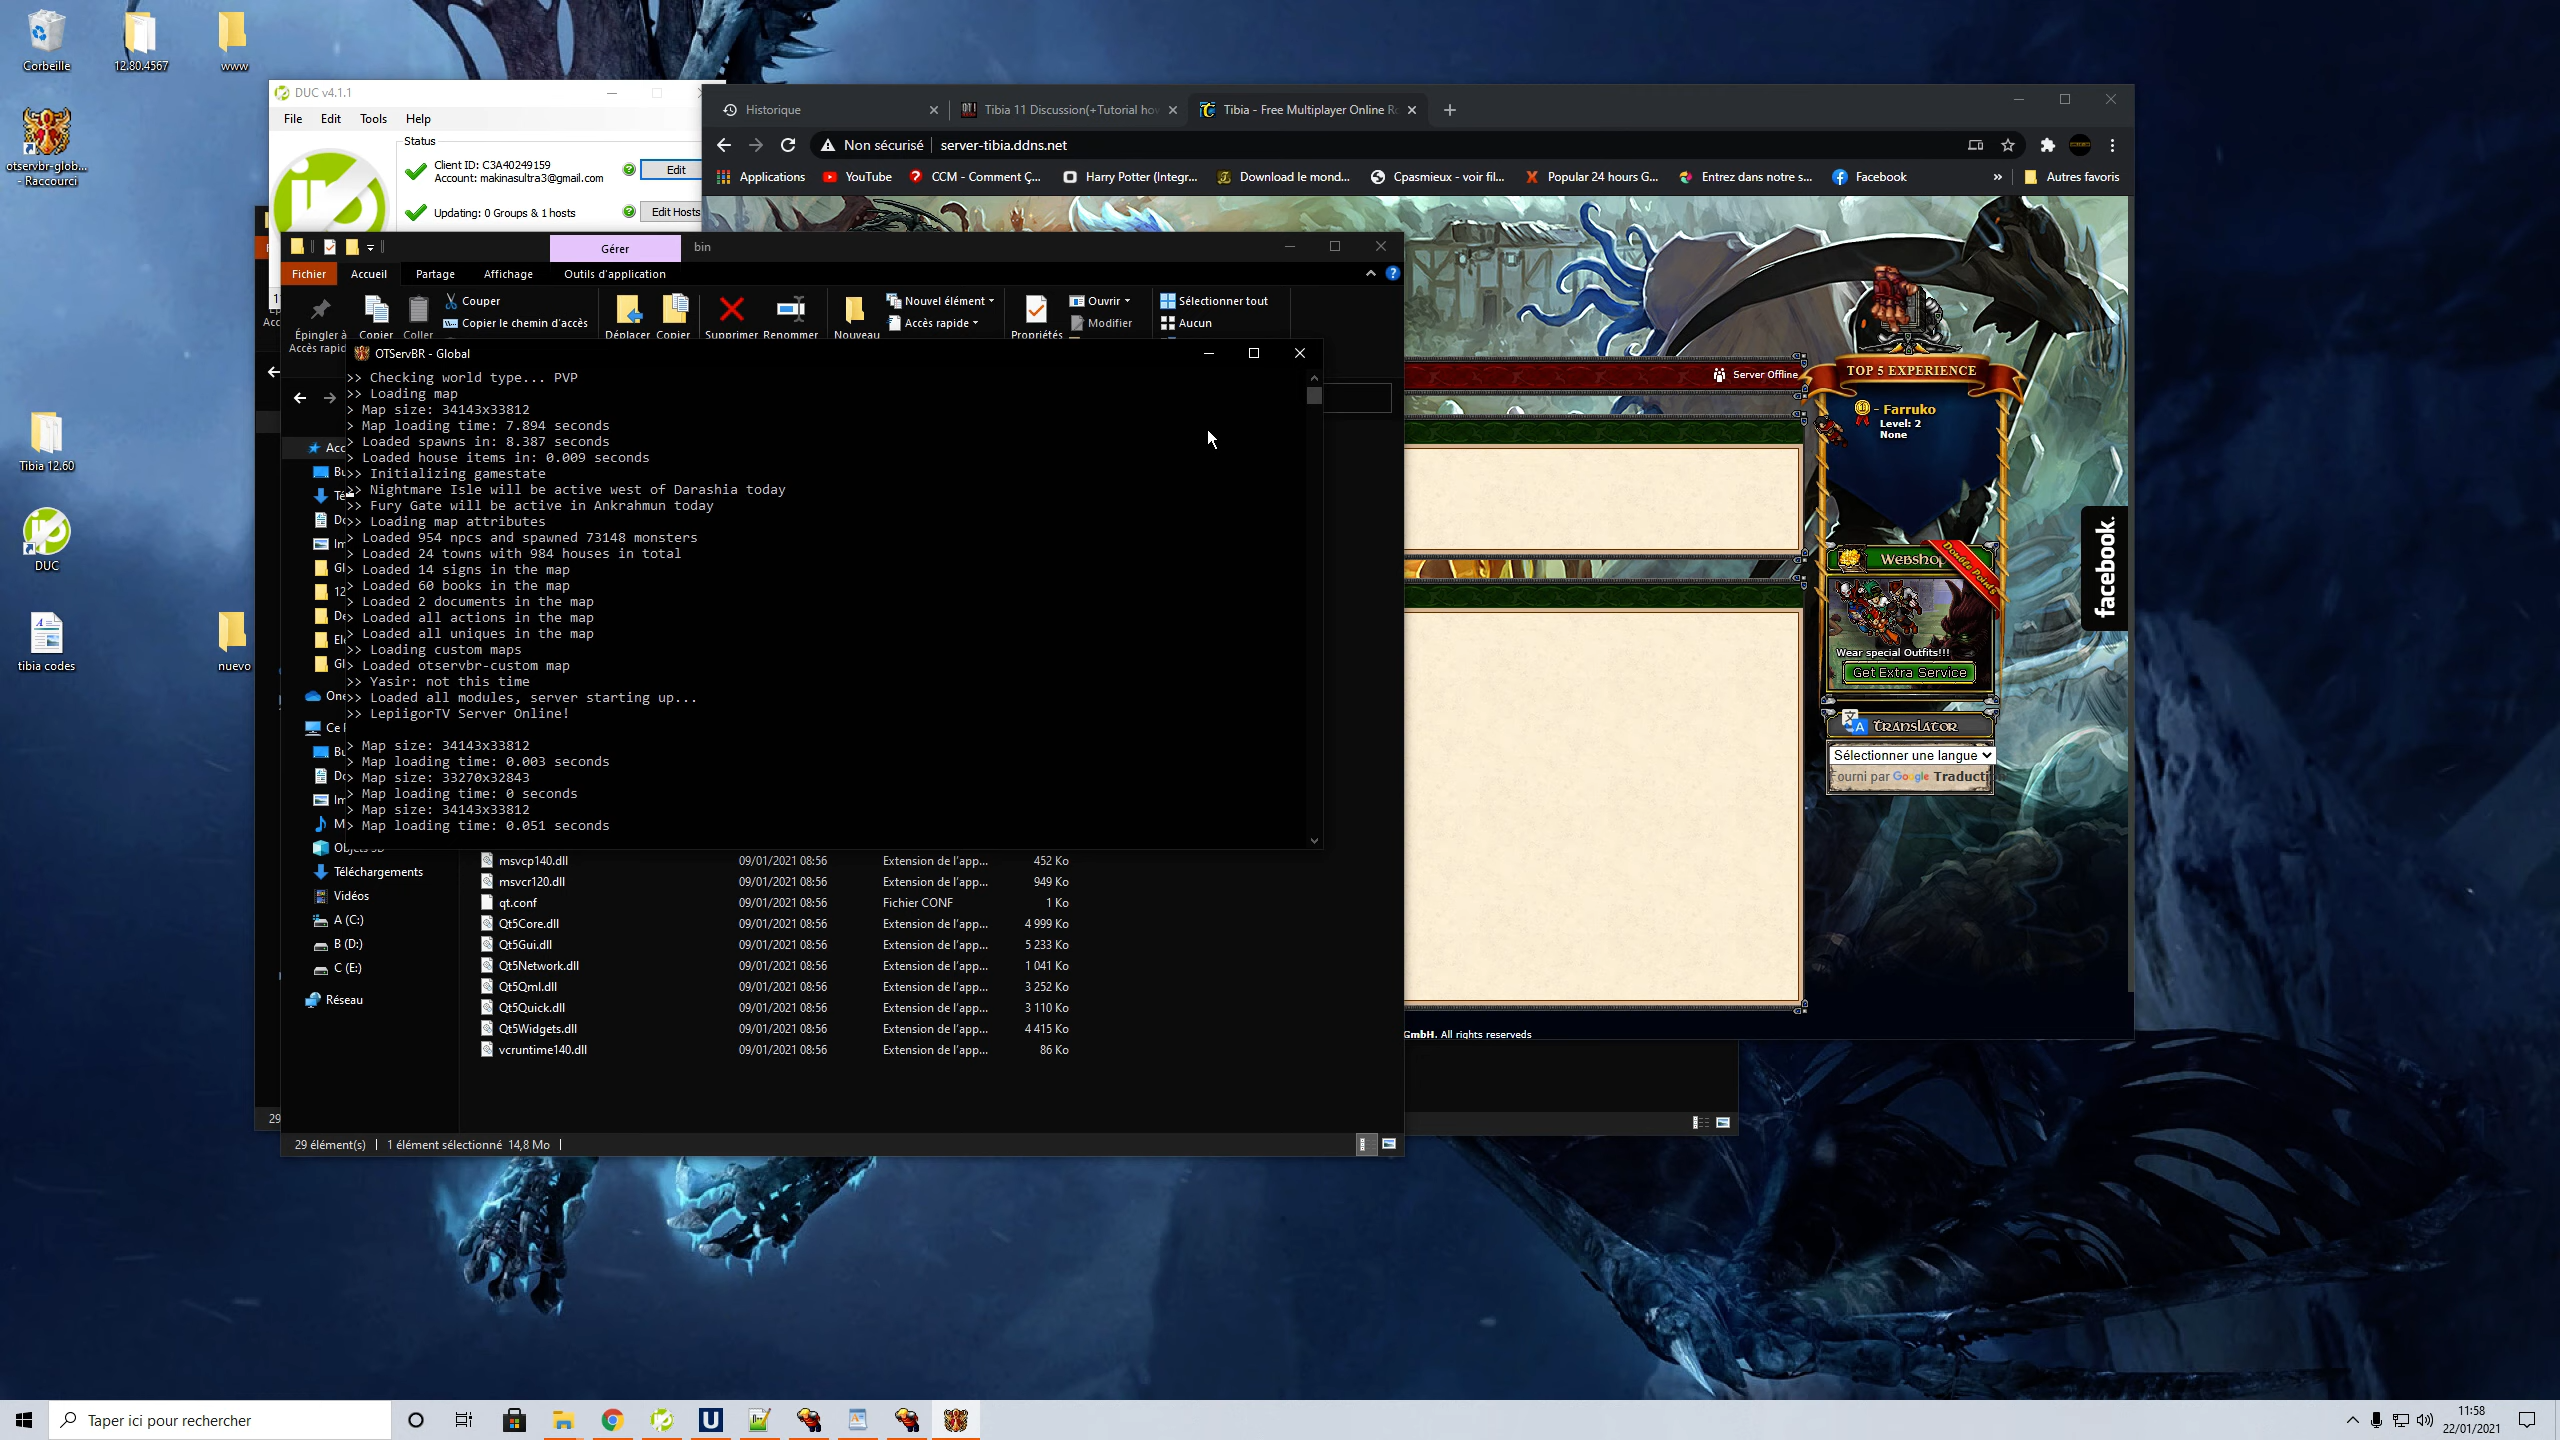 Corbeille
12.80.4567
www
otservbr-glob...
- Raccourci
Tibia 12.60
DUC
tibia codes
nuevo
DUC v4.1.1
File Edit Tools Help
Status
Client ID: C3A40249159
Account: makinasultra3@gmail.com
Edit
Updating: 0 Groups & 1 hosts
Edit Hosts
Historique
Tibia 11 Discussion(+Tutorial hov
Tibia - Free Multiplayer Online Ro
Non sécurisé server-tibia.ddns.net
Applications YouTube CCM - Comment Ç... Harry Potter (Integr... Download le mond... Cpasmieux - voir fil... Popular 24 hours G... Entrez dans notre s... Facebook » Autres favoris
Gérer bin
Fichier Accueil Partage Affichage Outils d'application
Épingler à
Accès rapid
Copier
Coller
Couper
Copier le chemin d'accès
Déplacer
Copier
Supprimer
Renommer
Nouveau
Nouvel élément
Accès rapide
Propriétés
Ouvrir
Modifier
Sélectionner tout
Aucun
OTServBR - Global
>> Checking world type... PVP
>> Loading map
> Map size: 34143x33812
> Map loading time: 7.894 seconds
> Loaded spawns in: 8.387 seconds
> Loaded house items in: 0.009 seconds
>> Initializing gamestate
>> Nightmare Isle will be active west of Darashia today
>> Fury Gate will be active in Ankrahmun today
>> Loading map attributes
> Loaded 954 npcs and spawned 73148 monsters
> Loaded 24 towns with 984 houses in total
> Loaded 14 signs in the map
> Loaded 60 books in the map
> Loaded 2 documents in the map
> Loaded all actions in the map
> Loaded all uniques in the map
>> Loading custom maps
> Loaded otservbr-custom map
>> Yasir: not this time
>> Loaded all modules, server starting up...
>> LepiigorTV Server Online!
> Map size: 34143x33812
> Map loading time: 0.003 seconds
> Map size: 33270x32843
> Map loading time: 0 seconds
> Map size: 34143x33812
> Map loading time: 0.051 seconds
Téléchargements
Vidéos
A (C:)
B (D:)
C (E:)
Réseau
msvcp140.dll 09/01/2021 08:56 Extension de l'app... 452 Ko
msvcr120.dll 09/01/2021 08:56 Extension de l'app... 949 Ko
qt.conf 09/01/2021 08:56 Fichier CONF 1 Ko
Qt5Core.dll 09/01/2021 08:56 Extension de l'app... 4 999 Ko
Qt5Gui.dll 09/01/2021 08:56 Extension de l'app... 5 233 Ko
Qt5Network.dll 09/01/2021 08:56 Extension de l'app... 1 041 Ko
Qt5Qml.dll 09/01/2021 08:56 Extension de l'app... 3 252 Ko
Qt5Quick.dll 09/01/2021 08:56 Extension de l'app... 3 110 Ko
Qt5Widgets.dll 09/01/2021 08:56 Extension de l'app... 4 415 Ko
vcruntime140.dll 09/01/2021 08:56 Extension de l'app... 86 Ko
29 élément(s) 1 élément sélectionné 14,8 Mo
Server Offline
TOP 5 EXPERIENCE
- Farruko
Level: 2
None
Webshop
Double Points
Wear special Outfits!!!
Get Extra Service
Translator
Sélectionner une langue
Fourni par Google Traducti
facebook.
GmbH. All rights reserveds
Taper ici pour rechercher
11:58
22/01/2021